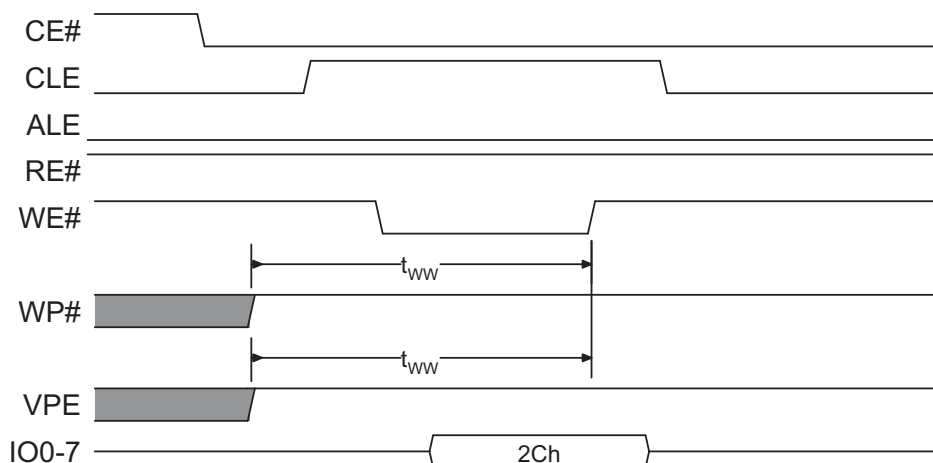 CE#
CLE
ALE
RE#
WE#
tWW
WP#
tWW
VPE
IO0-7 2Ch